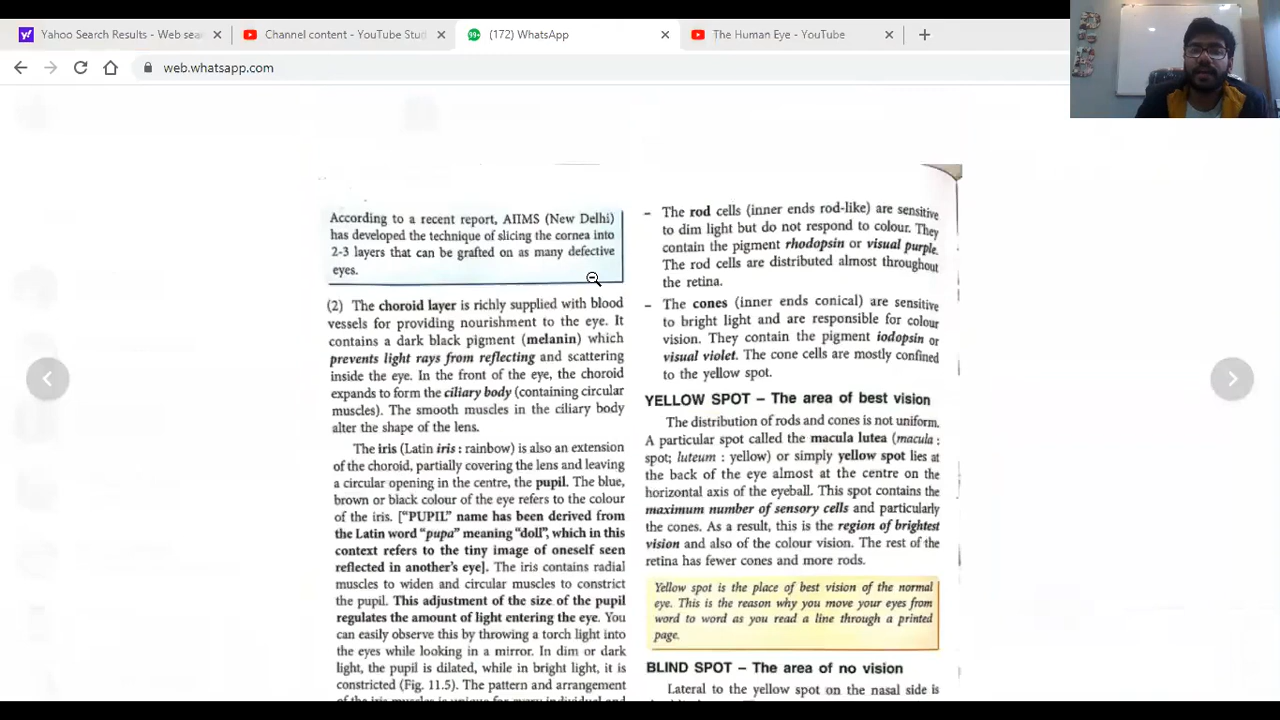 Yahoo Search Results - Web sea
Channel content - YouTube Stud
99+
(172) WhatsApp
The Human Eye - YouTube
web.whatsapp.com
According to a recent report, AIIMS (New Delhi)
has developed the technique of slicing the cornea into
2-3 layers that can be grafted on as many defective
eyes.
(2) The choroid layer is richly supplied with blood
vessels for providing nourishment to the eye. It
contains a dark black pigment (melanin) which
prevents light rays from reflecting and scattering
inside the eye. In the front of the eye, the choroid
expands to form the ciliary body (containing circular
muscles). The smooth muscles in the ciliary body
alter the shape of the lens.
The iris (Latin iris : rainbow) is also an extension
of the choroid, partially covering the lens and leaving
a circular opening in the centre, the pupil. The blue,
brown or black colour of the eye refers to the colour
of the iris. ["PUPIL" name has been derived from
the Latin word "pupa" meaning "doll", which in this
context refers to the tiny image of oneself seen
reflected in another's eye]. The iris contains radial
muscles to widen and circular muscles to constrict
the pupil. This adjustment of the size of the pupil
regulates the amount of light entering the eye. You
can easily observe this by throwing a torch light into
the eyes while looking in a mirror. In dim or dark
light, the pupil is dilated, while in bright light, it is
constricted (Fig. 11.5). The pattern and arrangement
of the iris muscles is unique for every individual and
- The rod cells (inner ends rod-like) are sensitive
to dim light but do not respond to colour. They
contain the pigment rhodopsin or visual purple.
The rod cells are distributed almost throughout
the retina.
- The cones (inner ends conical) are sensitive
to bright light and are responsible for colour
vision. They contain the pigment iodopsin or
visual violet. The cone cells are mostly confined
to the yellow spot.
YELLOW SPOT – The area of best vision
The distribution of rods and cones is not uniform.
A particular spot called the macula lutea (macula :
spot; luteum : yellow) or simply yellow spot lies at
the back of the eye almost at the centre on the
horizontal axis of the eyeball. This spot contains the
maximum number of sensory cells and particularly
the cones. As a result, this is the region of brightest
vision and also of the colour vision. The rest of the
retina has fewer cones and more rods.
Yellow spot is the place of best vision of the normal
eye. This is the reason why you move your eyes from
word to word as you read a line through a printed
page.
BLIND SPOT – The area of no vision
Lateral to the yellow spot on the nasal side is